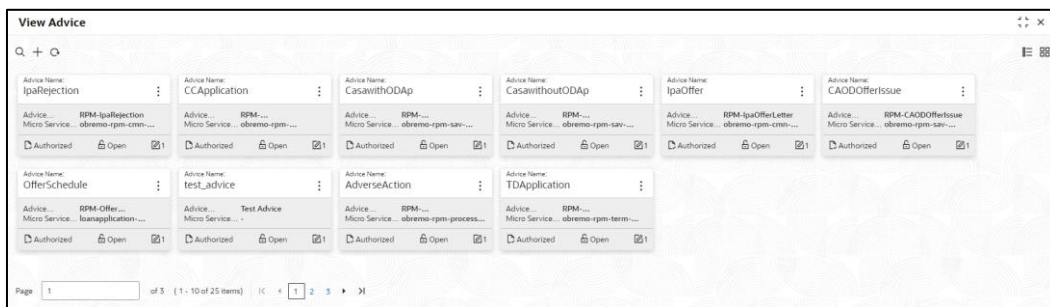 View Advice
Advice Name:
IpaRejection
Advice... RPM-IpaRejection
Micro Service... obremo-rpm-cmn-...
Authorized Open 1
Advice Name:
CCApplication
Advice... RPM-...
Micro Service... obremo-rpm-...
Authorized Open 1
Advice Name:
CasawithODAp
Advice... RPM-...
Micro Service... obremo-rpm-sav-...
Authorized Open 1
Advice Name:
CasawithoutODAp
Advice... RPM-...
Micro Service... obremo-rpm-sav-...
Authorized Open 1
Advice Name:
IpaOffer
Advice... RPM-IpaOfferLetter
Micro Service... obremo-rpm-cmn-...
Authorized Open 1
Advice Name:
CAODOfferIssue
Advice... RPM-CAODOfferIssue
Micro Service... obremo-rpm-sav-...
Authorized Open 1
Advice Name:
OfferSchedule
Advice... RPM-Offer...
Micro Service... loanapplication-...
Authorized Open 1
Advice Name:
test_advice
Advice... Test Advice
Micro Service... -
Authorized Open 1
Advice Name:
AdverseAction
Advice... RPM-...
Micro Service... obremo-rpm-process...
Authorized Open 1
Advice Name:
TDApplication
Advice... RPM-...
Micro Service... obremo-rpm-term-...
Authorized Open 1
Page 1 of 3 (1 - 10 of 25 items) 1 2 3